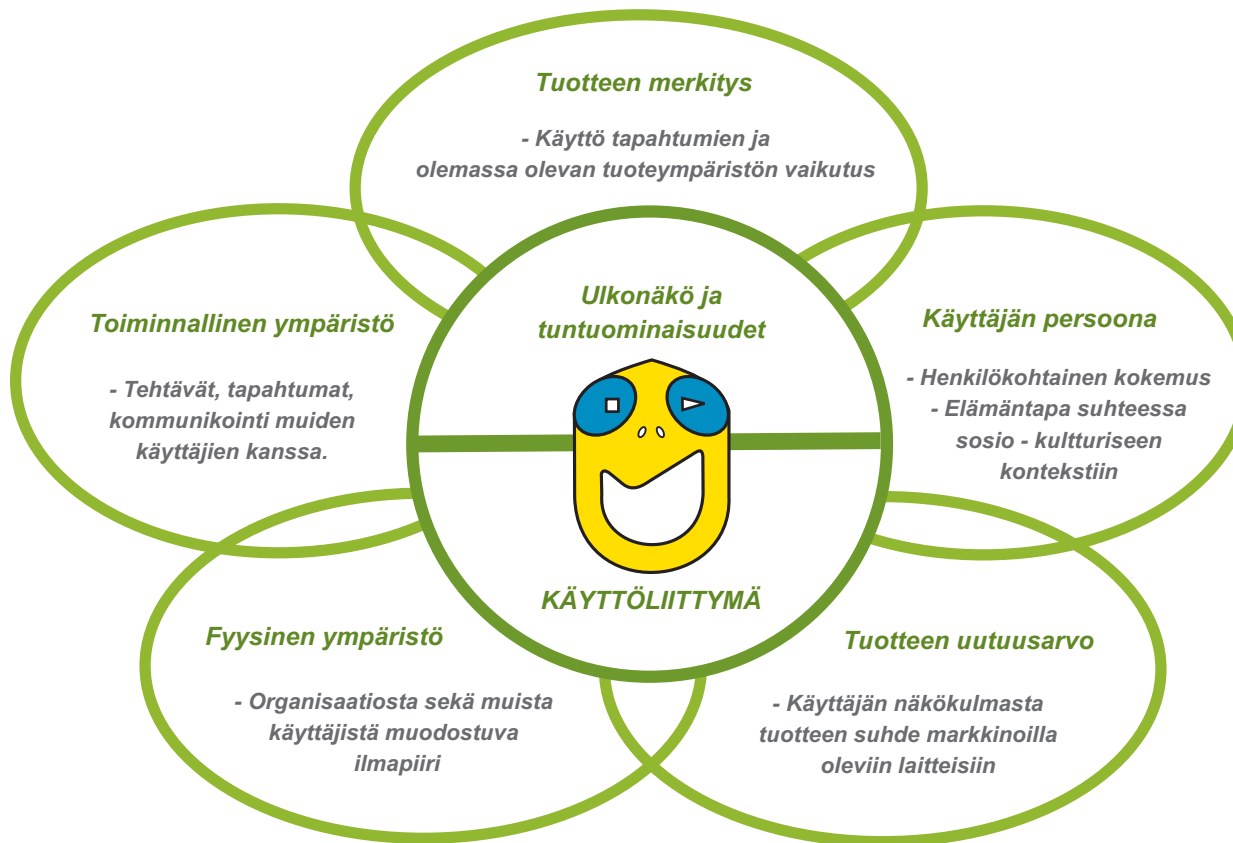 Tuotteen merkitys
- Käyttö tapahtumien ja
olemassa olevan tuoteympäristön vaikutus
Toiminnallinen ympäristö
- Tehtävät, tapahtumat,
kommunikointi muiden
käyttäjien kanssa.
Ulkonäkö ja
tuntuominaisuudet
KÄYTTÖLIITTYMÄ
Käyttäjän persoona
- Henkilökohtainen kokemus
- Elämäntapa suhteessa
sosio - kultturiseen
kontekstiin
Fyysinen ympäristö
- Organisaatiosta sekä muista
käyttäjistä muodostuva
ilmapiiri
Tuotteen uutuusarvo
- Käyttäjän näkökulmasta
tuotteen suhde markkinoilla
oleviin laitteisiin